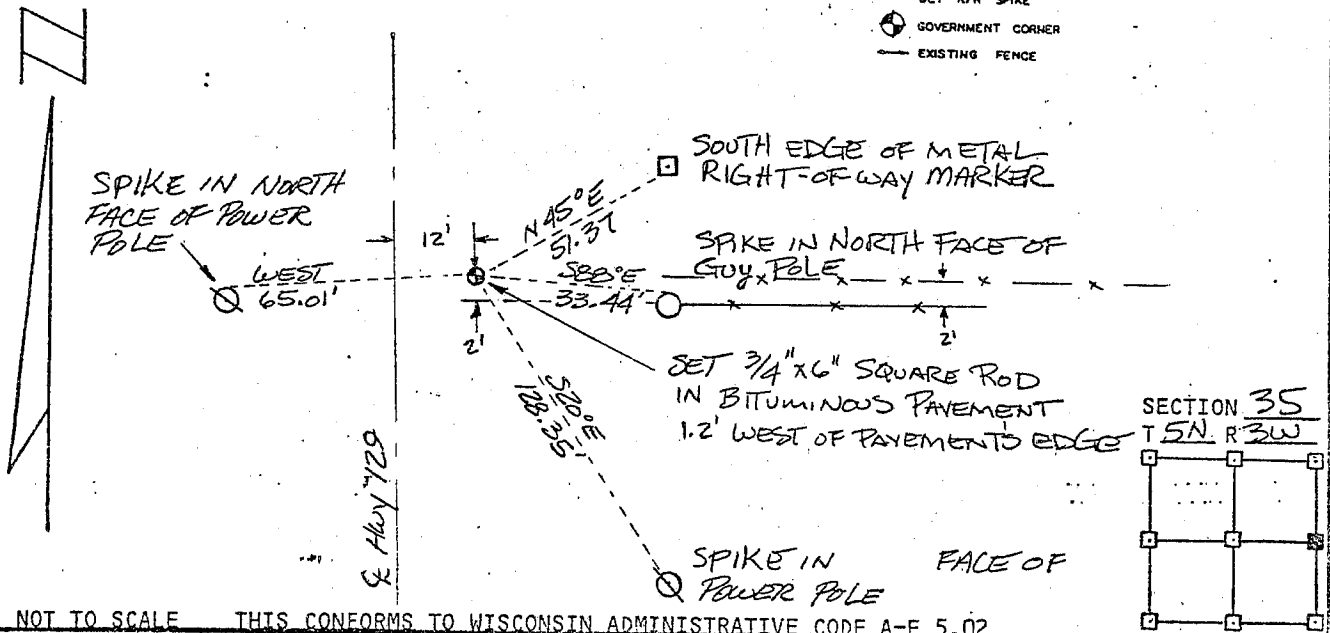 SPIKE
GOVERNMENT CORNER
EXISTING FENCE
N
SOUTH EDGE OF METAL
RIGHT-OF-WAY MARKER
SPIKE IN NORTH
FACE OF POWER
POLE
12'
N 45°E
51.37
SPIKE IN NORTH FACE OF
GUY POLE
WEST
65.01'
S88°E
33.44'
2'
2'
SET 3/4"x6" SQUARE ROD
IN BITUMINOUS PAVEMENT
1.2' WEST OF PAVEMENT'S EDGE
S20°E
128.35'
SECTION 35
T 5N R 3W
℄ Hwy "129
SPIKE IN FACE OF
POWER POLE
NOT TO SCALE THIS CONFORMS TO WISCONSIN ADMINISTRATIVE CODE A-E 5.02